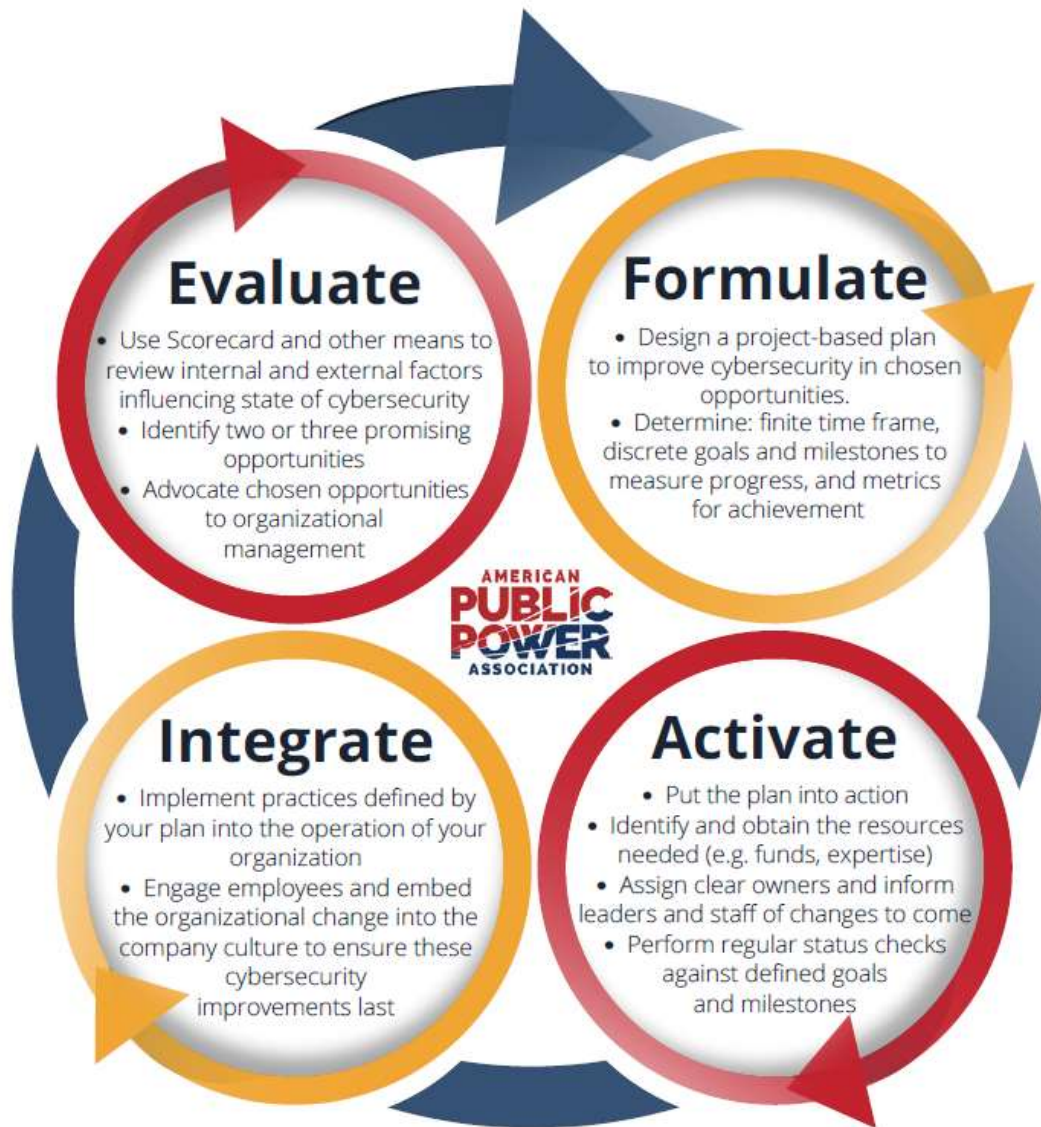 Evaluate
• Use Scorecard and other means to
review internal and external factors
influencing state of cybersecurity
• Identify two or three promising
opportunities
• Advocate chosen opportunities
to organizational
management
Formulate
• Design a project-based plan
to improve cybersecurity in chosen
opportunities.
• Determine: finite time frame,
discrete goals and milestones to
measure progress, and metrics
for achievement
AMERICAN
PUBLIC
POWER
ASSOCIATION
Integrate
• Implement practices defined by
your plan into the operation of your
organization
• Engage employees and embed
the organizational change into the
company culture to ensure these
cybersecurity
improvements last
Activate
• Put the plan into action
• Identify and obtain the resources
needed (e.g. funds, expertise)
• Assign clear owners and inform
leaders and staff of changes to come
• Perform regular status checks
against defined goals
and milestones